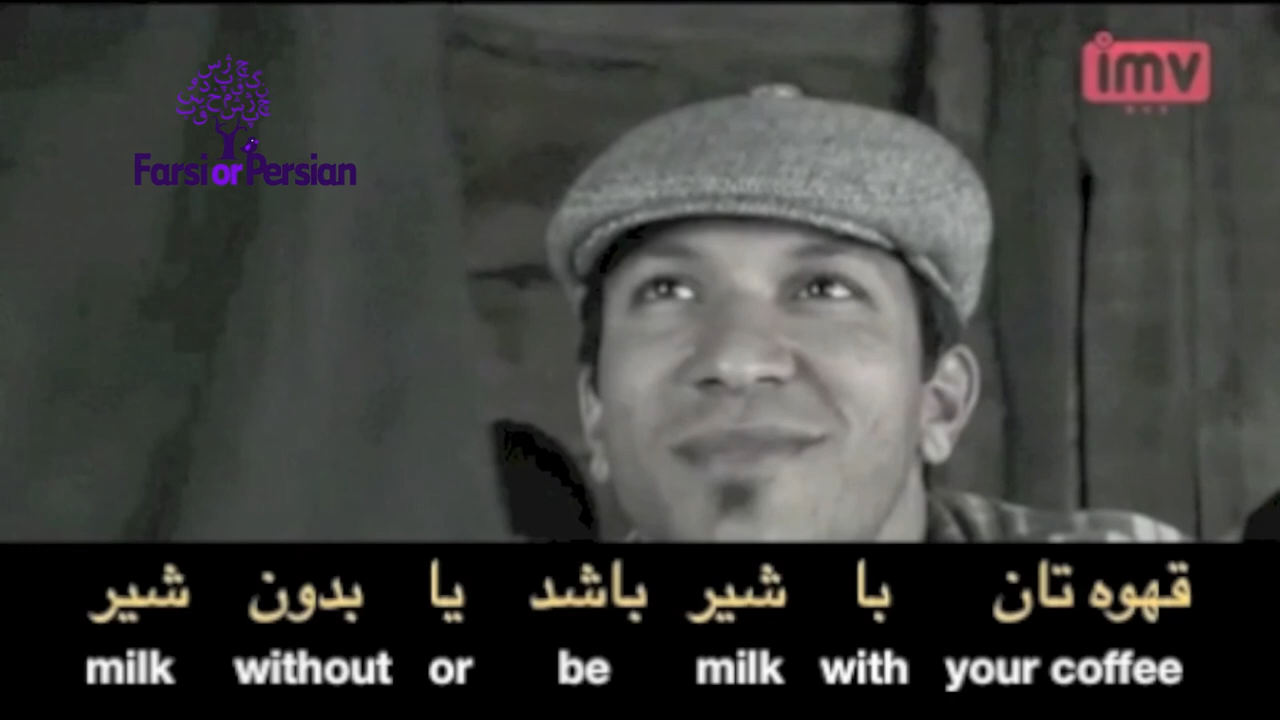 imv
Farsi or Persian
قهوه تان با شیر باشد یا بدون شیر
milk without or be milk with your coffee